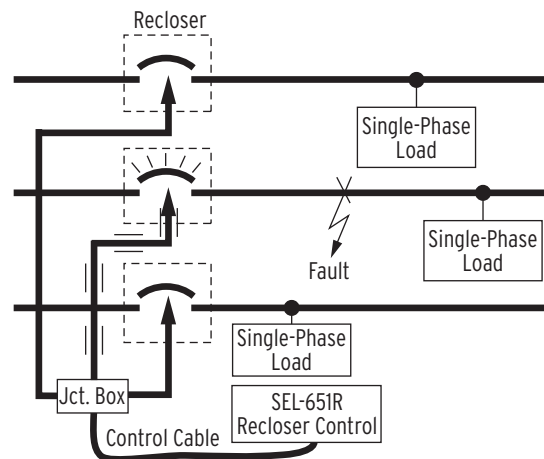 Recloser
Single-Phase
Load
Single-Phase
Load
Fault
Single-Phase
Load
Jct. Box
SEL-651R
Recloser Control
Control Cable